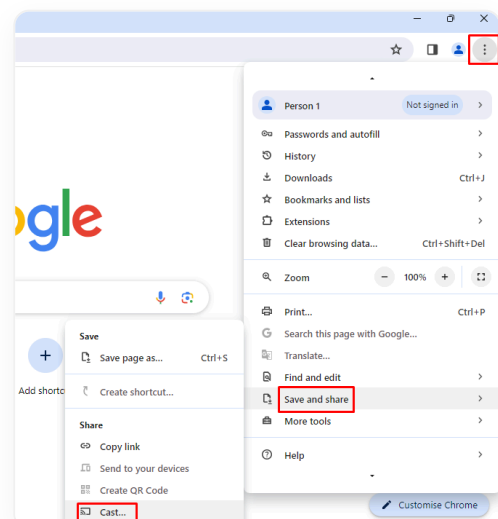 Person 1 Not signed in
Passwords and autofill
History
Downloads Ctrl+J
Bookmarks and lists
Extensions
Clear browsing data... Ctrl+Shift+Del
Zoom − 100% +
Print... Ctrl+P
Search this page with Google...
Translate...
Find and edit
Save and share
More tools
Help
Customise Chrome
ogle
Add shortc
Save
Save page as... Ctrl+S
Create shortcut...
Share
Copy link
Send to your devices
Create QR Code
Cast...